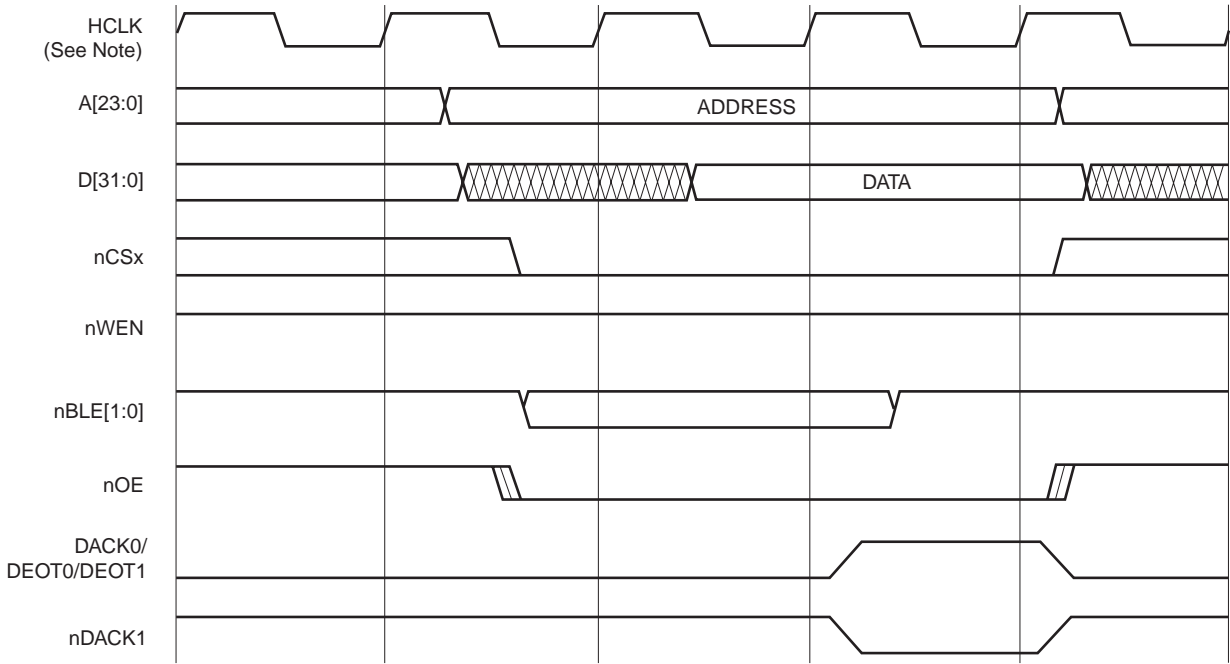 HCLK
(See Note)
A[23:0]
ADDRESS
D[31:0]
DATA
nCSx
nWEN
nBLE[1:0]
nOE
DACK0/
DEOT0/DEOT1
nDACK1